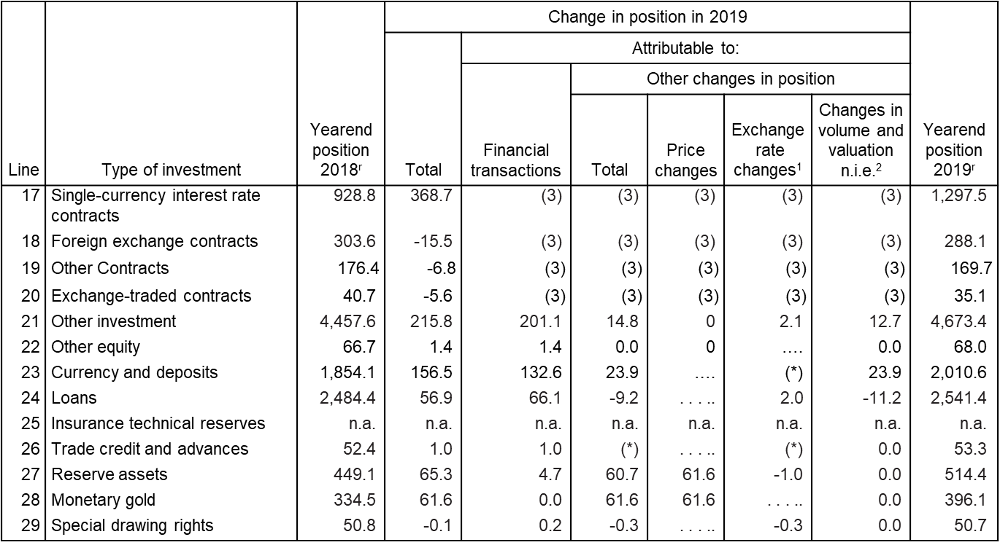 Change in position in 2019
Attributable to:
Other changes in position
Line Type of investment Yearend position 2018ʳ Total Financial transactions Total Price changes Exchange rate changes¹ Changes in volume and valuation n.i.e.² Yearend position 2019ʳ
17 Single-currency interest rate contracts 928.8 368.7 (3) (3) (3) (3) (3) 1,297.5
18 Foreign exchange contracts 303.6 -15.5 (3) (3) (3) (3) (3) 288.1
19 Other Contracts 176.4 -6.8 (3) (3) (3) (3) (3) 169.7
20 Exchange-traded contracts 40.7 -5.6 (3) (3) (3) (3) (3) 35.1
21 Other investment 4,457.6 215.8 201.1 14.8 0 2.1 12.7 4,673.4
22 Other equity 66.7 1.4 1.4 0.0 0 .... 0.0 68.0
23 Currency and deposits 1,854.1 156.5 132.6 23.9 .... (*) 23.9 2,010.6
24 Loans 2,484.4 56.9 66.1 -9.2 . . . .. 2.0 -11.2 2,541.4
25 Insurance technical reserves n.a. n.a. n.a. n.a. n.a. n.a. n.a. n.a.
26 Trade credit and advances 52.4 1.0 1.0 (*) . . . .. (*) 0.0 53.3
27 Reserve assets 449.1 65.3 4.7 60.7 61.6 -1.0 0.0 514.4
28 Monetary gold 334.5 61.6 0.0 61.6 61.6 . . . .. 0.0 396.1
29 Special drawing rights 50.8 -0.1 0.2 -0.3 . . . .. -0.3 0.0 50.7